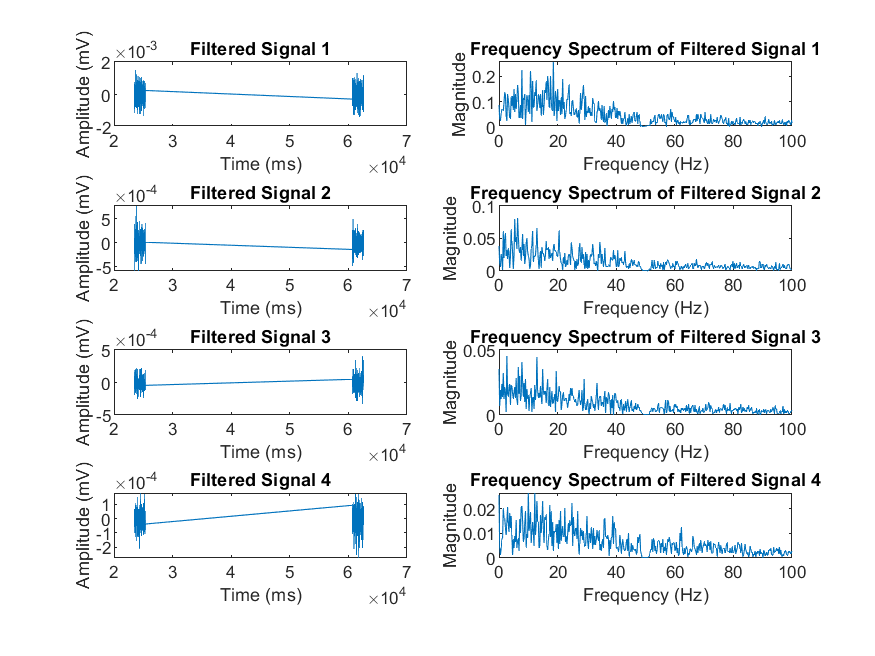 Filtered Signal 1
×10-3
Amplitude (mV)
2
0
-2
2 3 4 5 6 7
Time (ms)
×104
Frequency Spectrum of Filtered Signal 1
Magnitude
0.2
0.1
0
0 20 40 60 80 100
Frequency (Hz)
Filtered Signal 2
×10-4
Amplitude (mV)
5
0
-5
2 3 4 5 6 7
Time (ms)
×104
Frequency Spectrum of Filtered Signal 2
Magnitude
0.1
0.05
0
0 20 40 60 80 100
Frequency (Hz)
Filtered Signal 3
×10-4
Amplitude (mV)
5
0
-5
2 3 4 5 6 7
Time (ms)
×104
Frequency Spectrum of Filtered Signal 3
Magnitude
0.05
0
0 20 40 60 80 100
Frequency (Hz)
Filtered Signal 4
×10-4
Amplitude (mV)
1
0
-1
-2
2 3 4 5 6 7
Time (ms)
×104
Frequency Spectrum of Filtered Signal 4
Magnitude
0.02
0.01
0
0 20 40 60 80 100
Frequency (Hz)